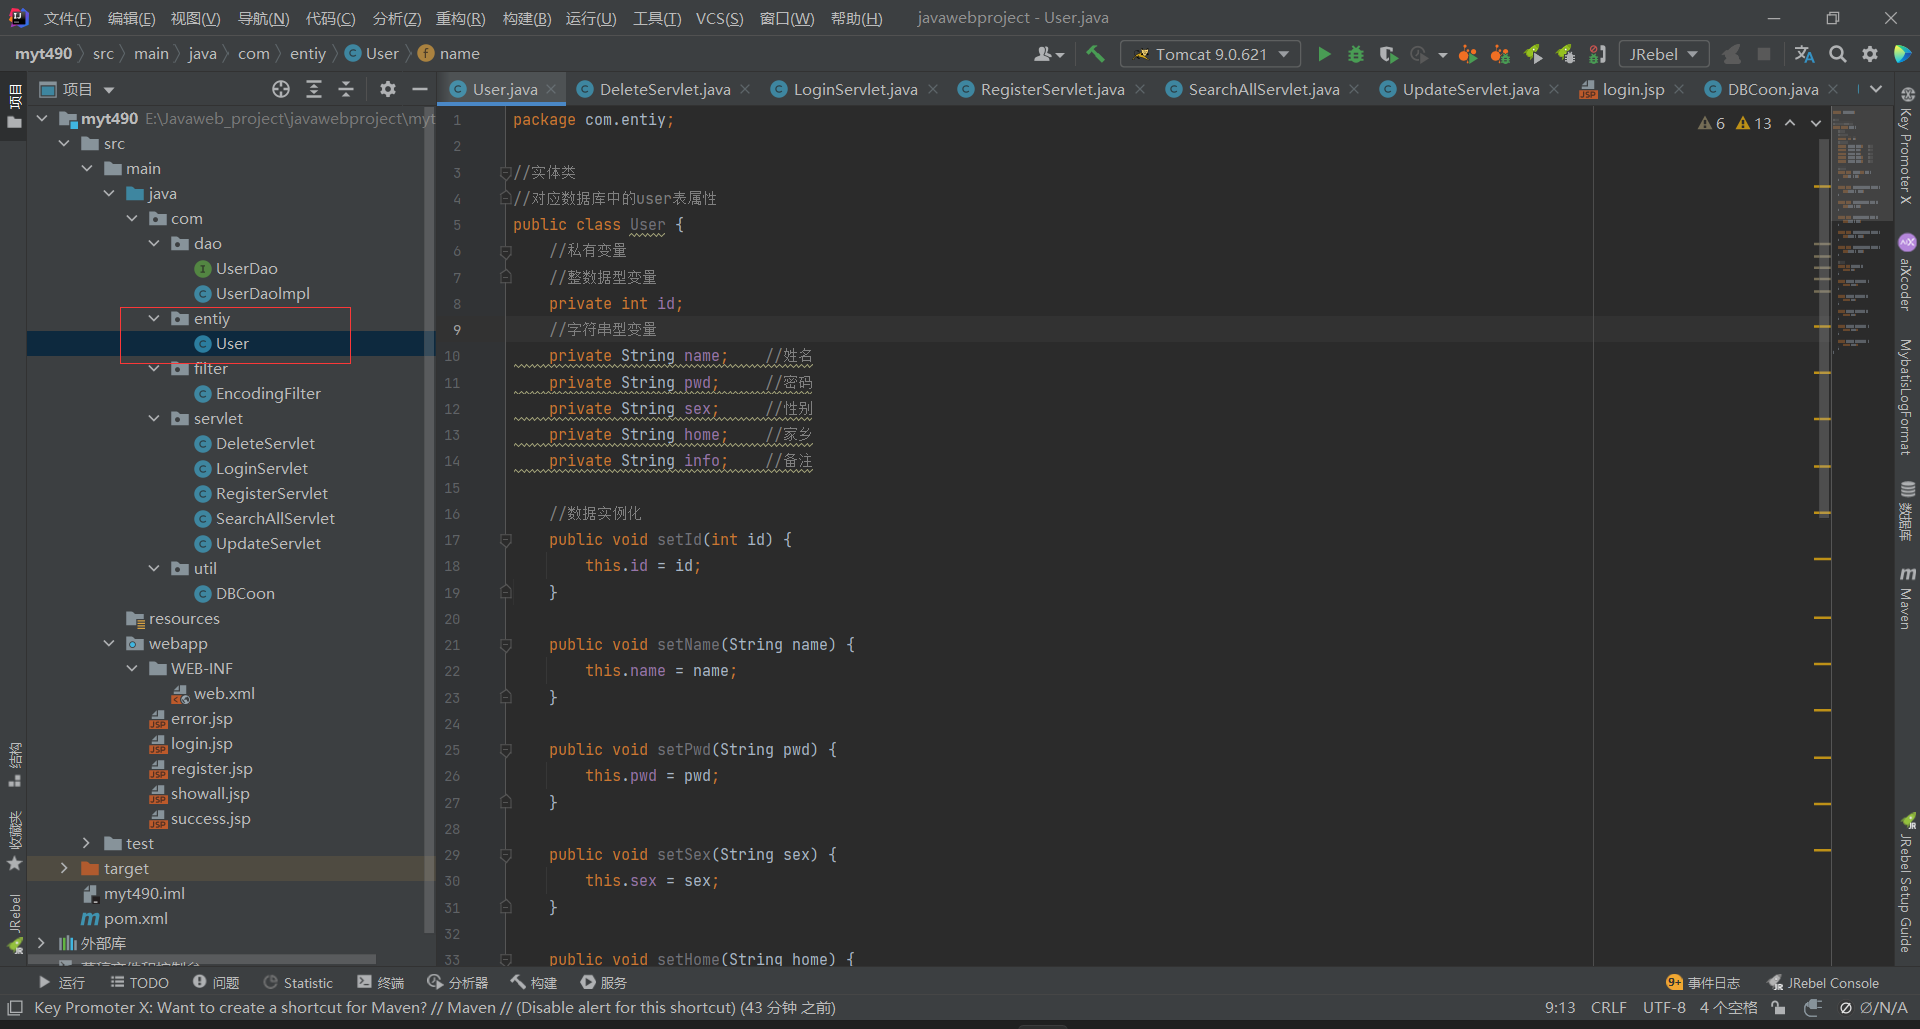 文件(F) 编辑(E) 视图(V) 导航(N) 代码(C) 分析(Z) 重构(R) 构建(B) 运行(U) 工具(T) VCS(S) 窗口(W) 帮助(H) javawebproject - User.java
myt490 src main java com entiy User name
Tomcat 9.0.621 JRebel
项目
User.java DeleteServlet.java LoginServlet.java RegisterServlet.java SearchAllServlet.java UpdateServlet.java login.jsp DBCoon.java
myt490 E:\Javaweb_project\javawebproject\myt
src
main
java
com
dao
UserDao
UserDaoImpl
entiy
User
filter
EncodingFilter
servlet
DeleteServlet
LoginServlet
RegisterServlet
SearchAllServlet
UpdateServlet
util
DBCoon
resources
webapp
WEB-INF
web.xml
error.jsp
login.jsp
register.jsp
showall.jsp
success.jsp
test
target
myt490.iml
pom.xml
外部库
项目
结构
收藏夹
JRebel
6 13
1 package com.entiy;
2
3 //实体类
4 //对应数据库中的user表属性
5 public class User {
6 //私有变量
7 //整数据型变量
8 private int id;
9 //字符串型变量
10 private String name; //姓名
11 private String pwd; //密码
12 private String sex; //性别
13 private String home; //家乡
14 private String info; //备注
15
16 //数据实例化
17 public void setId(int id) {
18 this.id = id;
19 }
20
21 public void setName(String name) {
22 this.name = name;
23 }
24
25 public void setPwd(String pwd) {
26 this.pwd = pwd;
27 }
28
29 public void setSex(String sex) {
30 this.sex = sex;
31 }
32
33 public void setHome(String home) {
Key Promoter X
aiXcoder
MybatisLogFormat
数据库
Maven
JRebel Setup Guide
运行 TODO 问题 Statistic 终端 分析器 构建 服务 9+ 事件日志 JRebel Console
Key Promoter X: Want to create a shortcut for Maven? // Maven // (Disable alert for this shortcut) (43 分钟 之前) 9:13 CRLF UTF-8 4 个空格 Ø/N/A